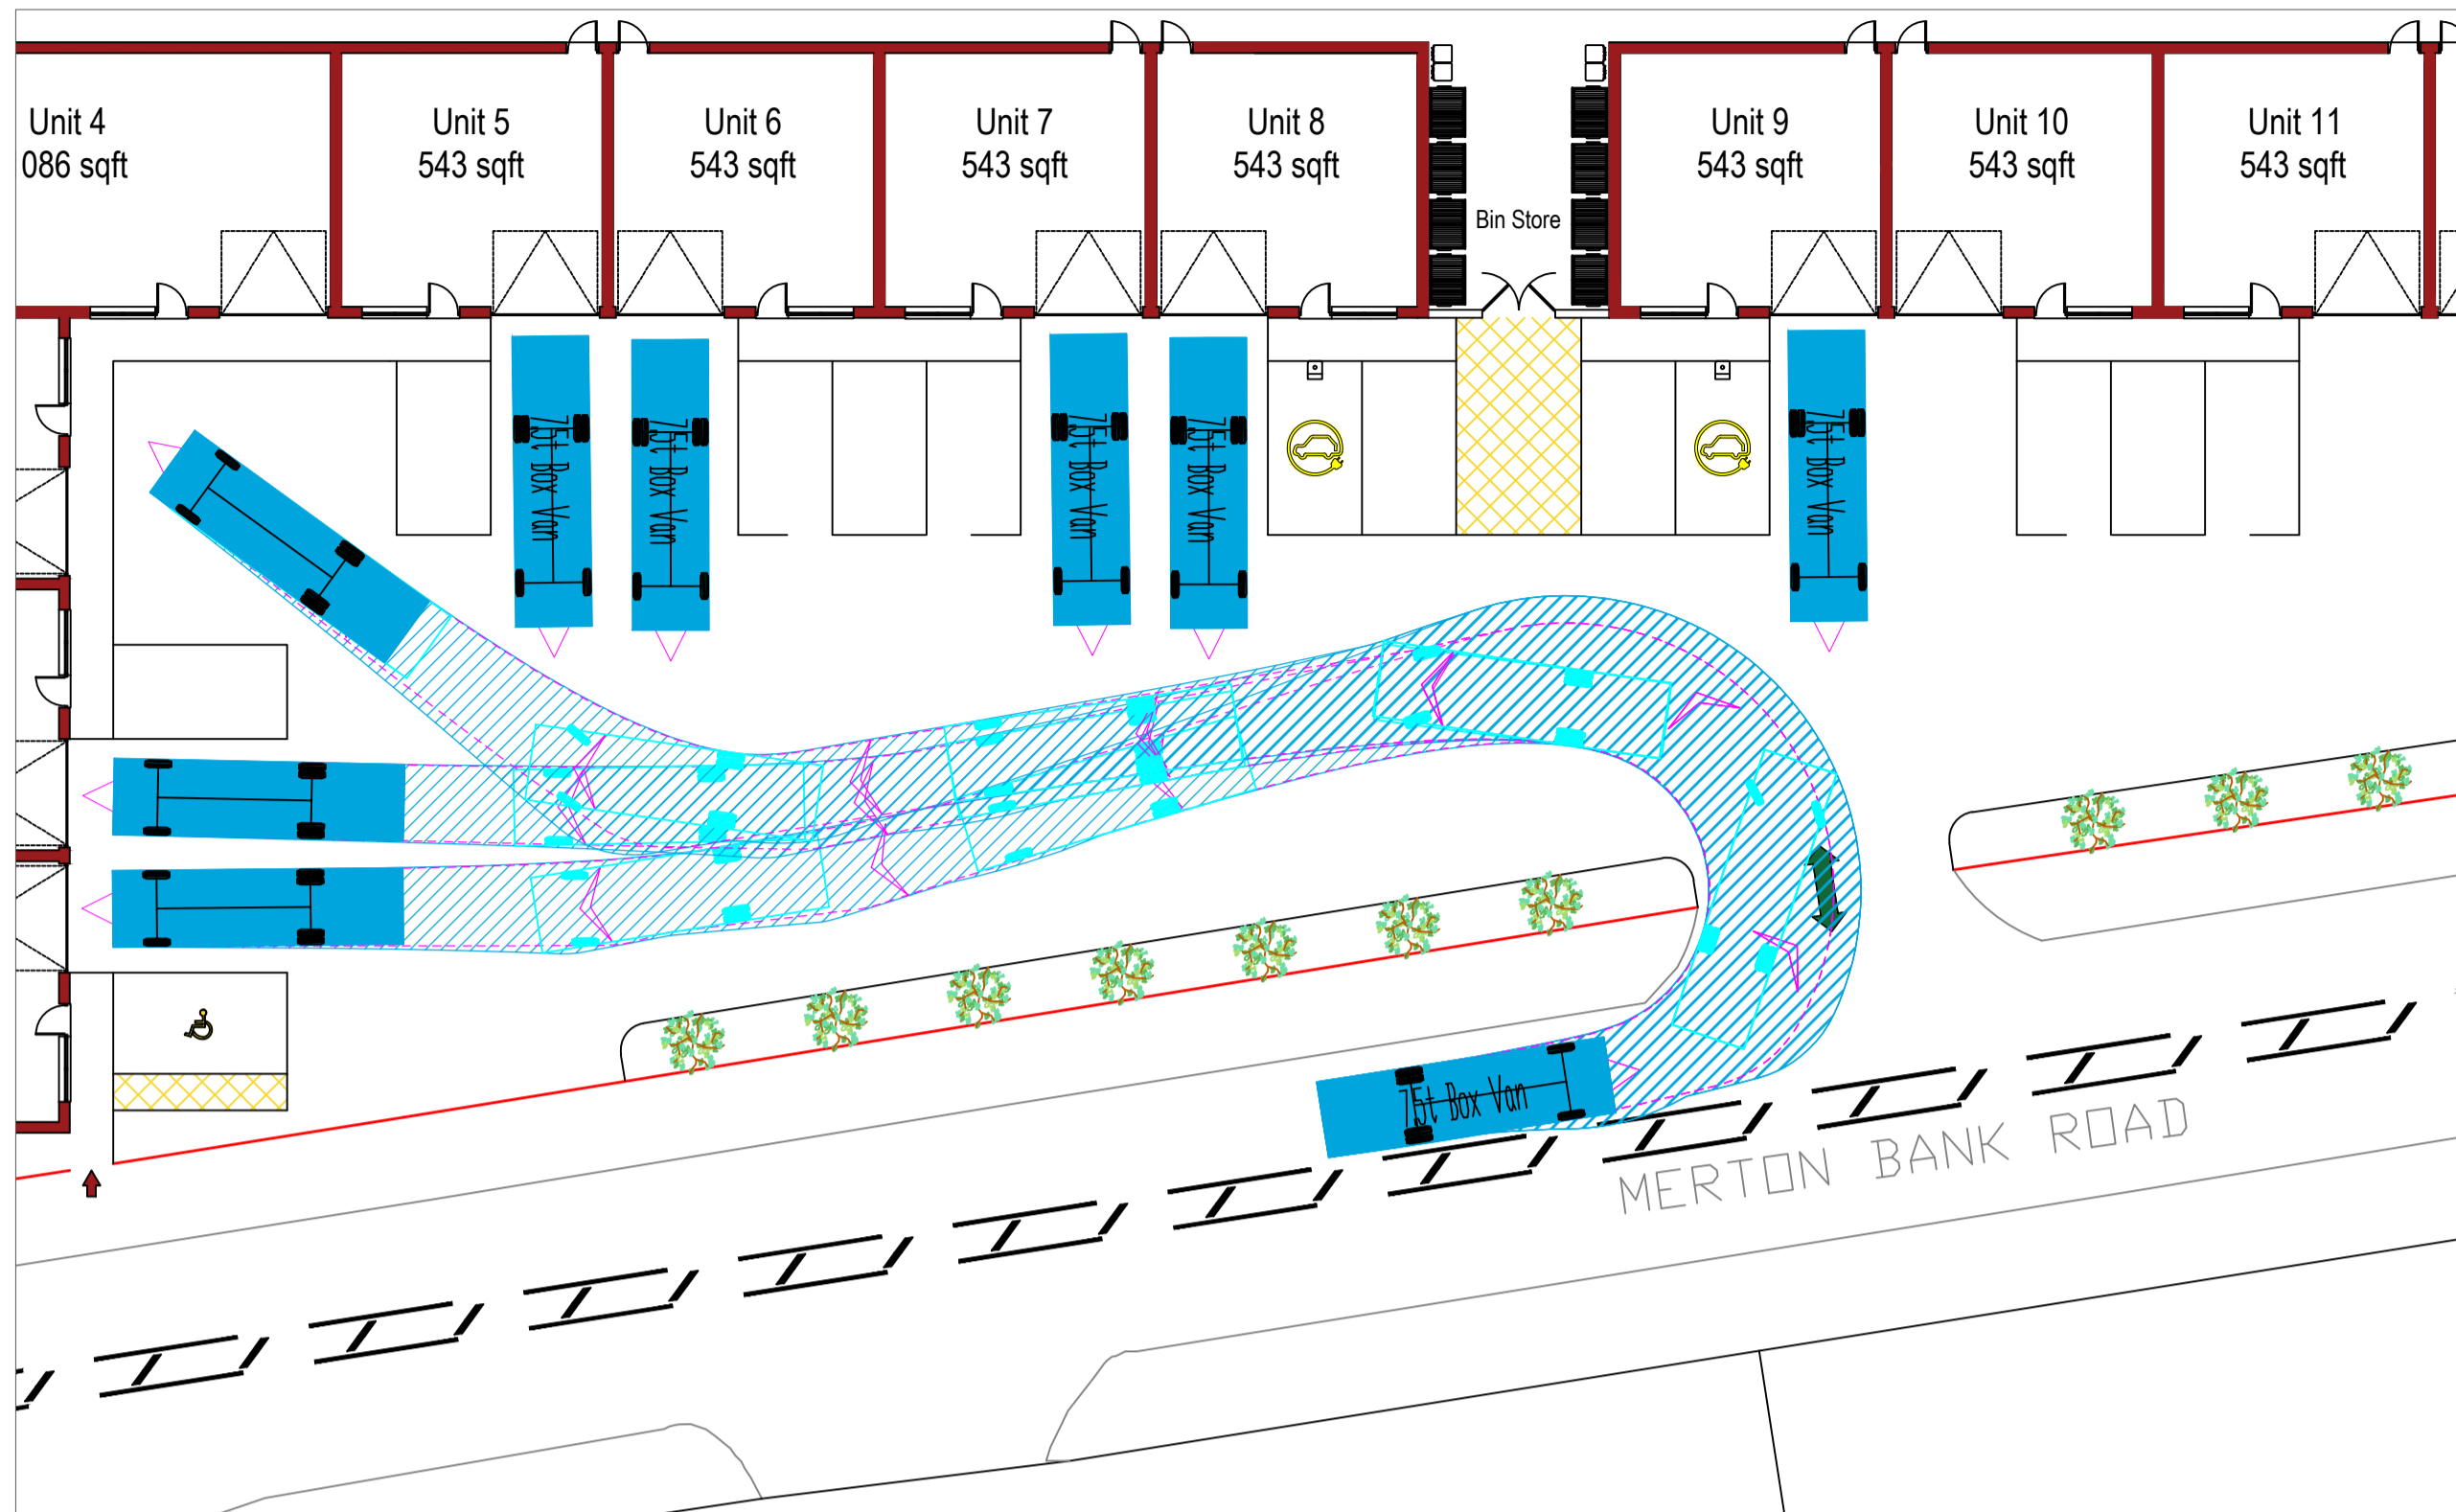 Unit 4
086 sqft
Unit 5
543 sqft
Unit 6
543 sqft
Unit 7
543 sqft
Unit 8
543 sqft
Bin Store
Unit 9
543 sqft
Unit 10
543 sqft
Unit 11
543 sqft
7.5t Box Van
7.5t Box Van
7.5t Box Van
7.5t Box Van
7.5t Box Van
7.5t Box Van
MERTON BANK ROAD